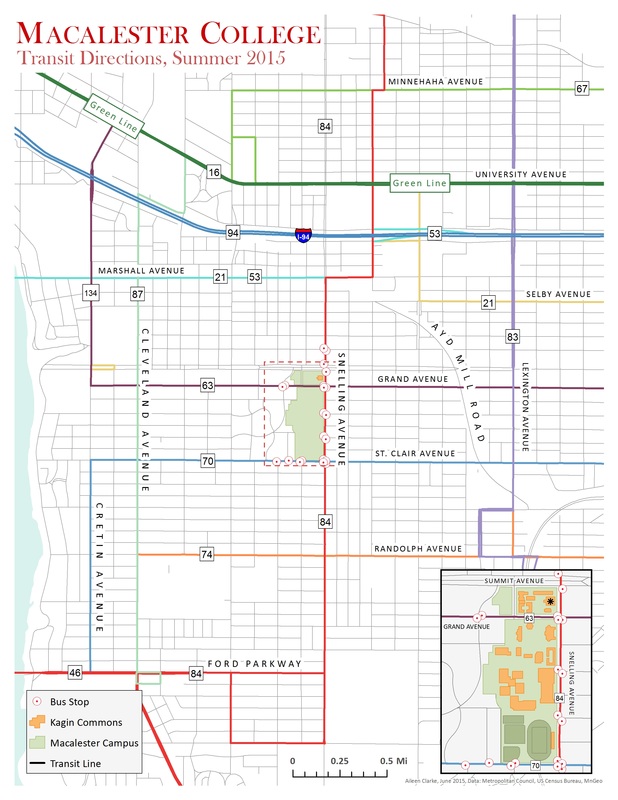 MACALESTER COLLEGE
Transit Directions, Summer 2015
MINNEHAHA AVENUE
67
Green Line
84
16
UNIVERSITY AVENUE
Green Line
94
I-94
53
MARSHALL AVENUE
21
53
134
87
SELBY AVENUE
21
83
AYD MILL ROAD
CLEVELAND AVENUE
SNELLING AVENUE
LEXINGTON AVENUE
63
GRAND AVENUE
70
ST. CLAIR AVENUE
CRETIN AVENUE
84
74
RANDOLPH AVENUE
FORD PARKWAY
46
84
SUMMIT AVENUE
63
GRAND AVENUE
SNELLING AVENUE
84
70
Bus Stop
Kagin Commons
Macalester Campus
Transit Line
0 0.25 0.5 Mi
Aileen Clarke, June 2015. Data: Metropolitan Council, US Census Bureau, MnGeo